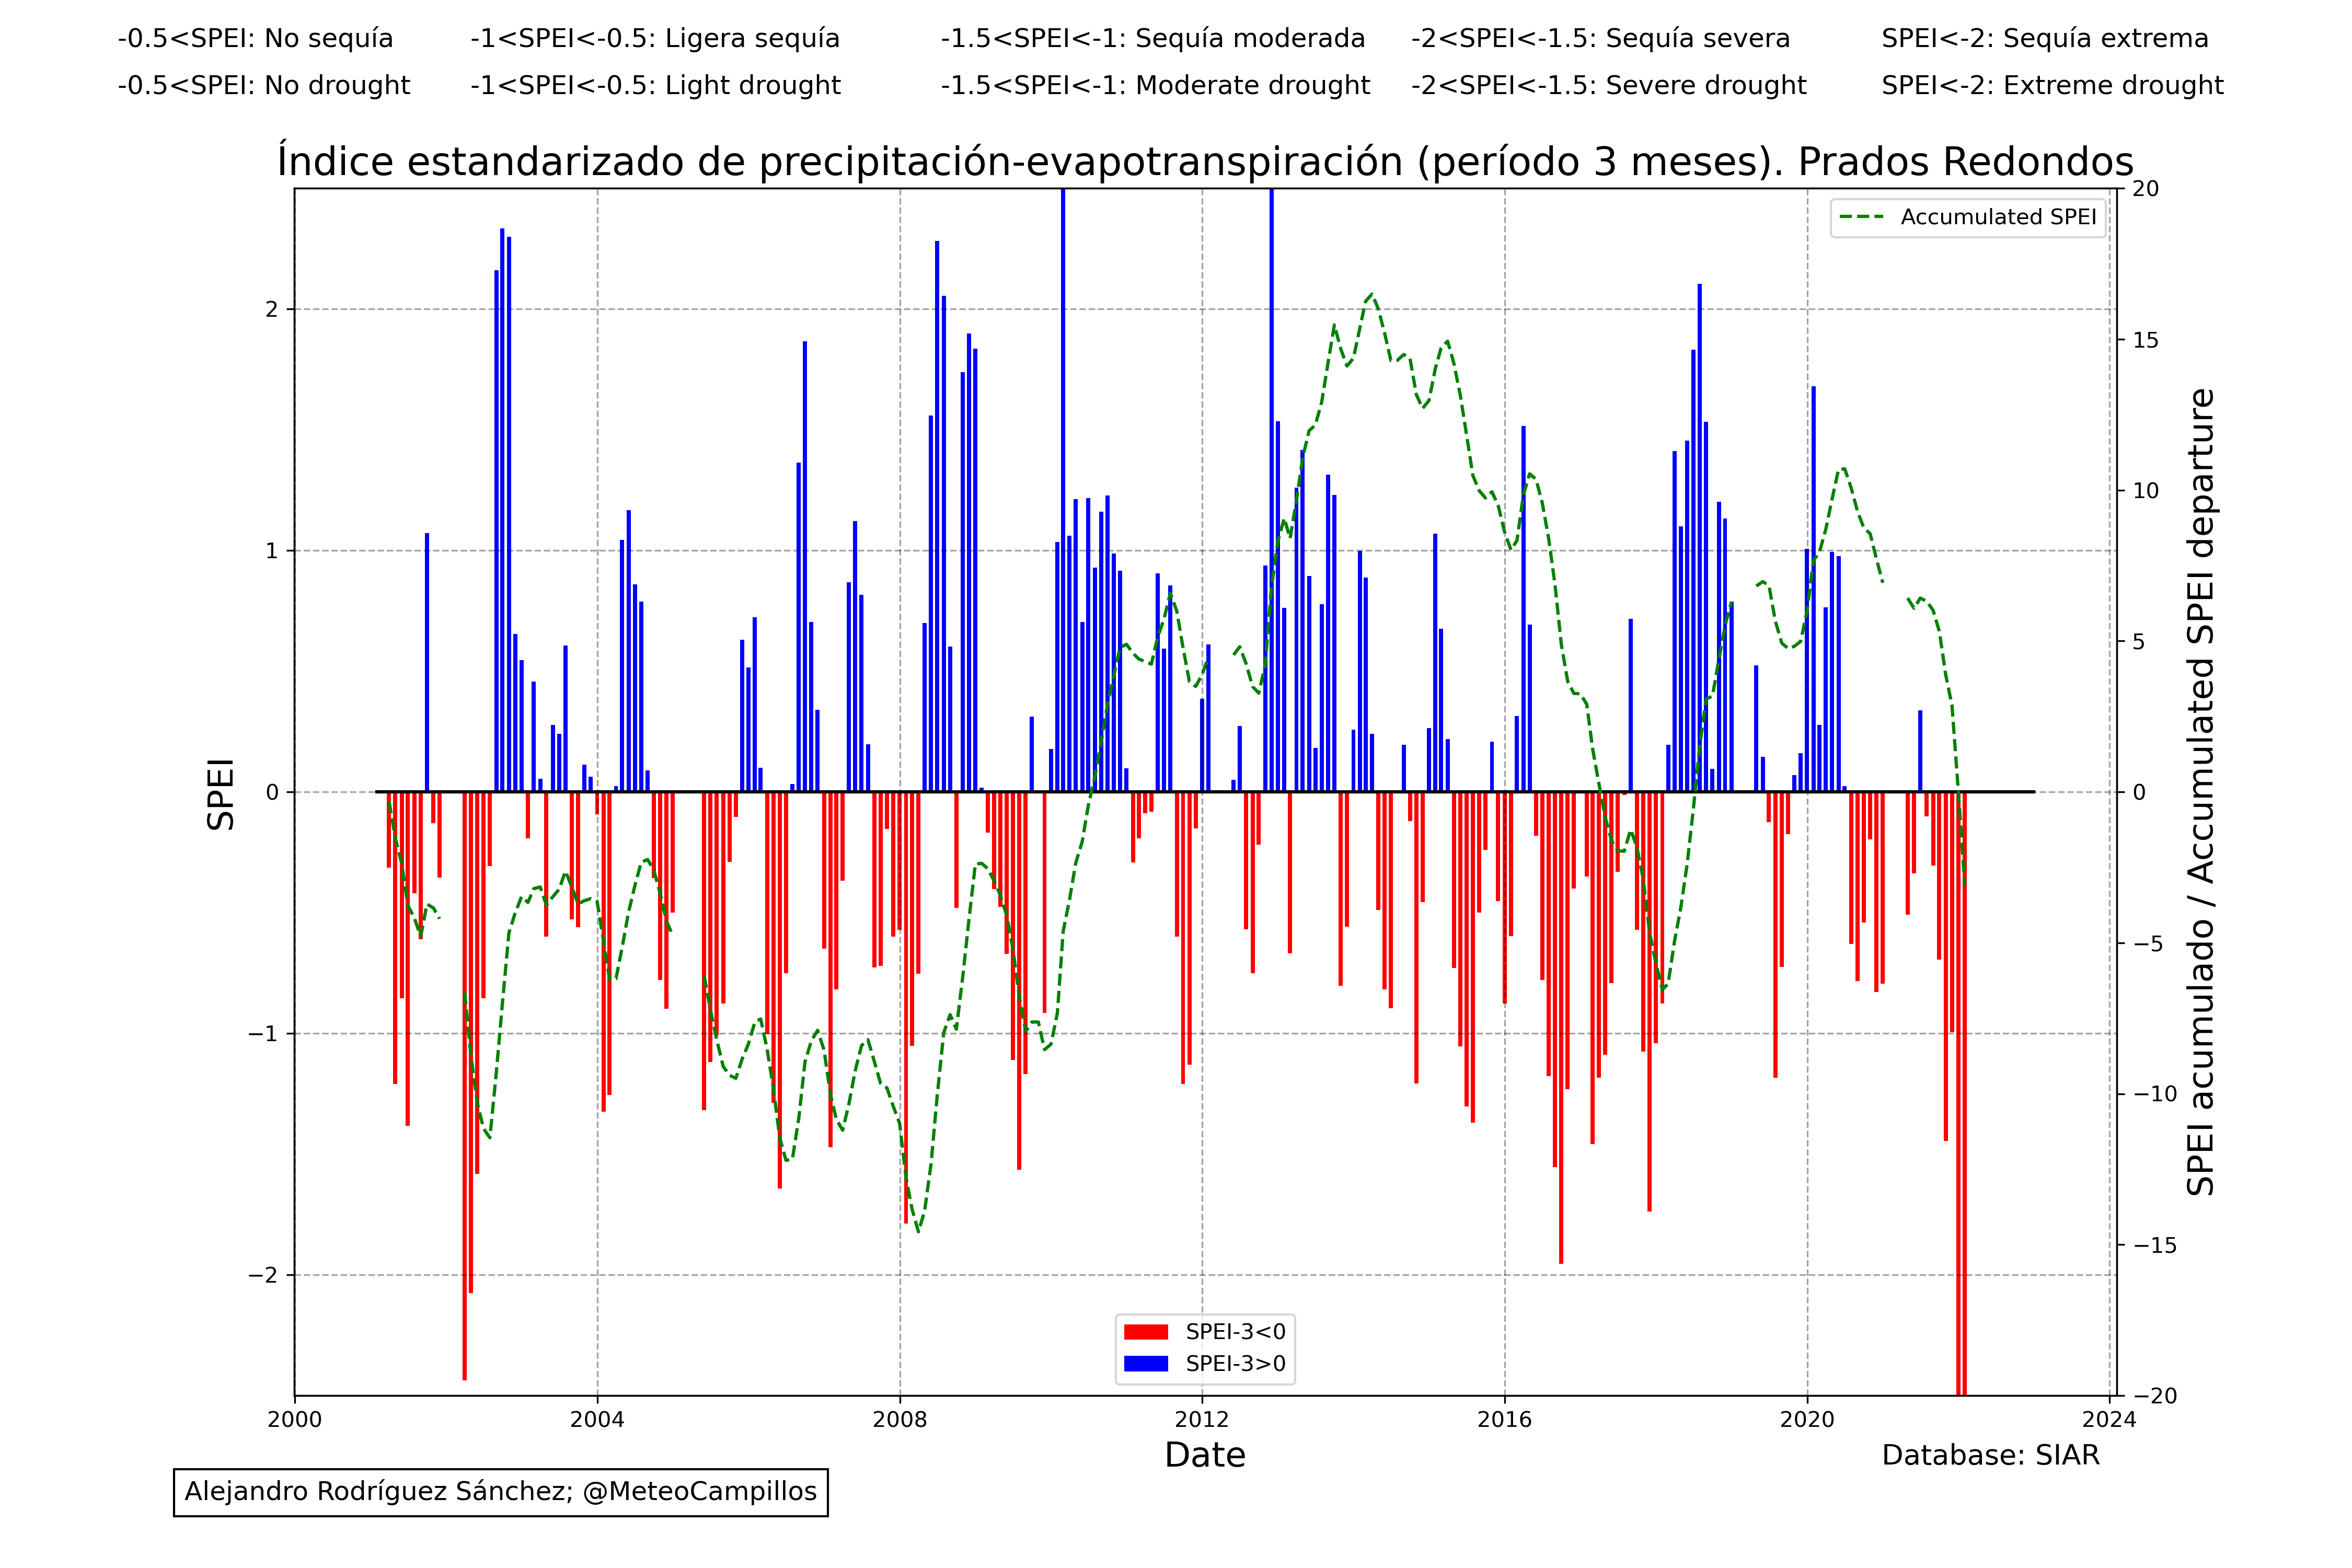 -0.5<SPEI: No sequía -1<SPEI<-0.5: Ligera sequía -1.5<SPEI<-1: Sequía moderada -2<SPEI<-1.5: Sequía severa SPEI<-2: Sequía extrema
-0.5<SPEI: No drought -1<SPEI<-0.5: Light drought -1.5<SPEI<-1: Moderate drought -2<SPEI<-1.5: Severe drought SPEI<-2: Extreme drought
Índice estandarizado de precipitación-evapotranspiración (período 3 meses). Prados Redondos
Accumulated SPEI
SPEI
2
1
0
−1
−2
20
15
10
5
0
−5
−10
−15
−20
SPEI acumulado / Accumulated SPEI departure
SPEI-3<0
SPEI-3>0
2000 2004 2008 2012 2016 2020 2024
Date
Database: SIAR
Alejandro Rodríguez Sánchez; @MeteoCampillos